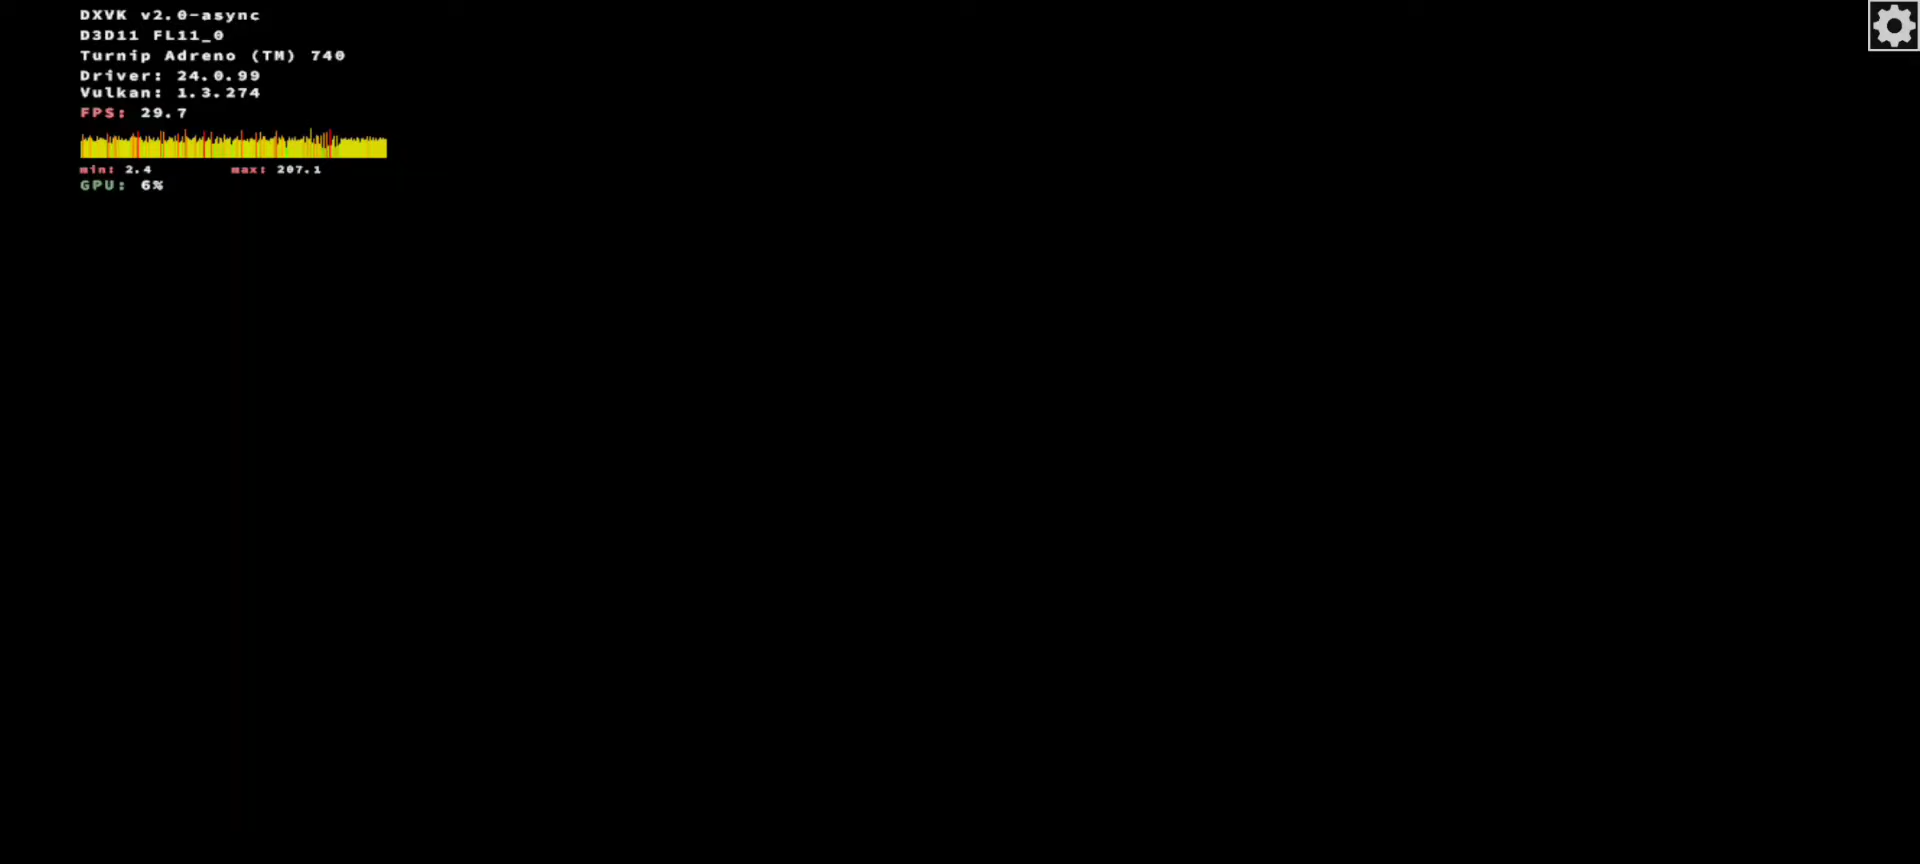 DXVK v2.0-async
D3D11 FL11_0
Turnip Adreno (TM) 740
Driver: 24.0.99
Vulkan: 1.3.274
FPS: 29.7
min: 2.4 max: 207.1
GPU: 6%